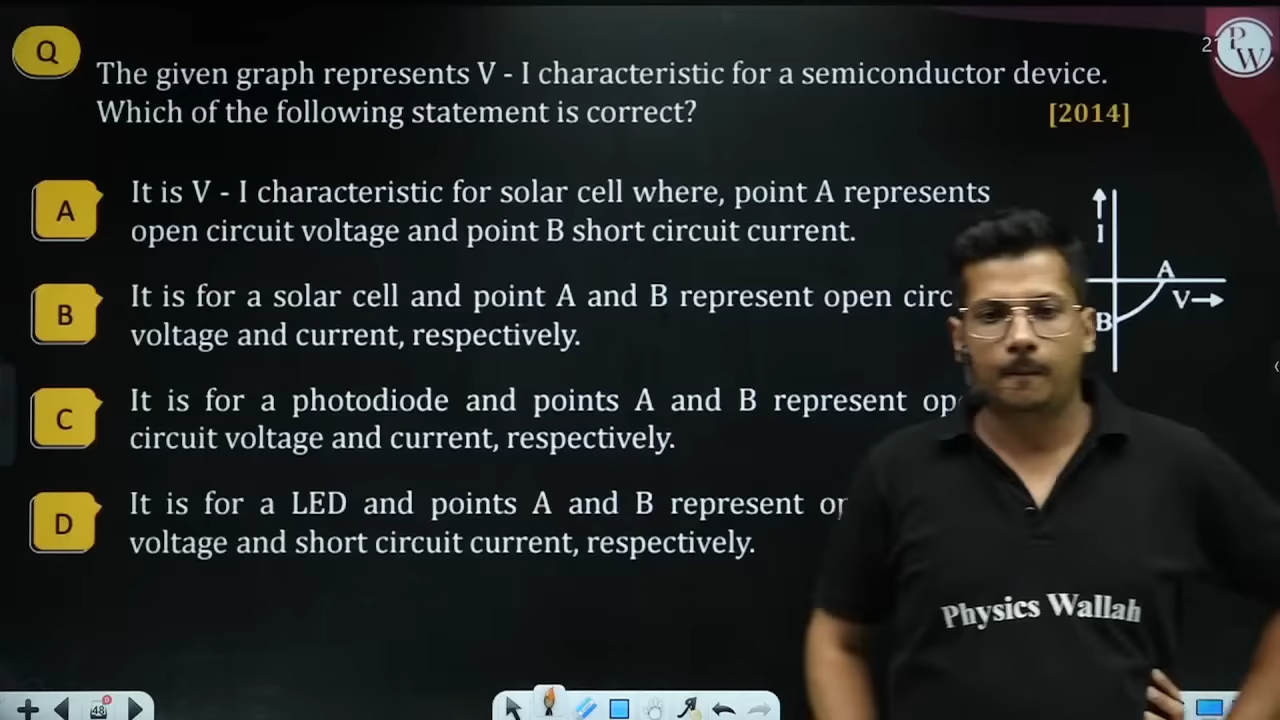 Q
The given graph represents V - I characteristic for a semiconductor device.
Which of the following statement is correct? [2014]
A
It is V - I characteristic for solar cell where, point A represents
open circuit voltage and point B short circuit current.
B
It is for a solar cell and point A and B represent open circ
voltage and current, respectively.
C
It is for a photodiode and points A and B represent op
circuit voltage and current, respectively.
D
It is for a LED and points A and B represent op
voltage and short circuit current, respectively.
I
A
V
B
PW
Physics Wallah
48